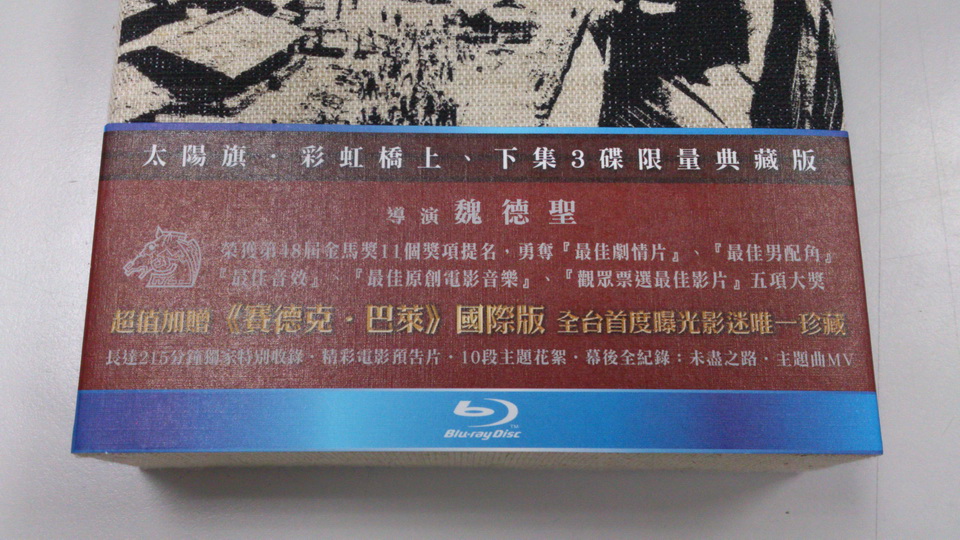 太陽旗．彩虹橋上、下集3碟限量典藏版
導演 魏德聖
榮獲第48屆金馬獎11個獎項提名，勇奪『最佳劇情片』、『最佳男配角』
『最佳音效』、『最佳原創電影音樂』、『觀眾票選最佳影片』五項大獎
超值加贈《賽德克．巴萊》國際版 全台首度曝光影迷唯一珍藏
長達215分鐘獨家特別收錄．精彩電影預告片．10段主題花絮．幕後全紀錄：未盡之路．主題曲MV
Blu-ray Disc